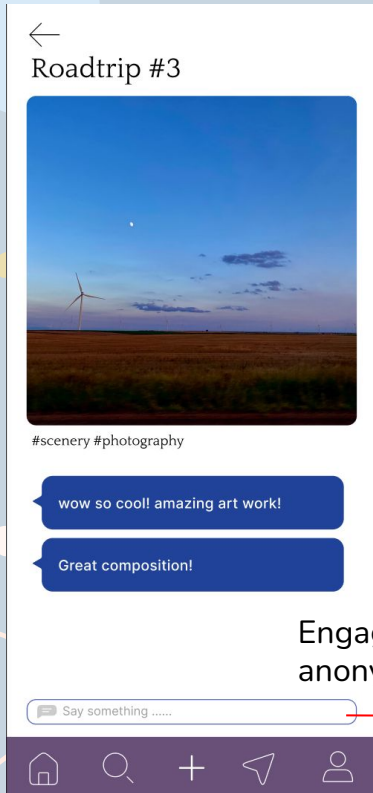 Roadtrip #3
#scenery #photography
wow so cool! amazing art work!
Great composition!
Say something ......